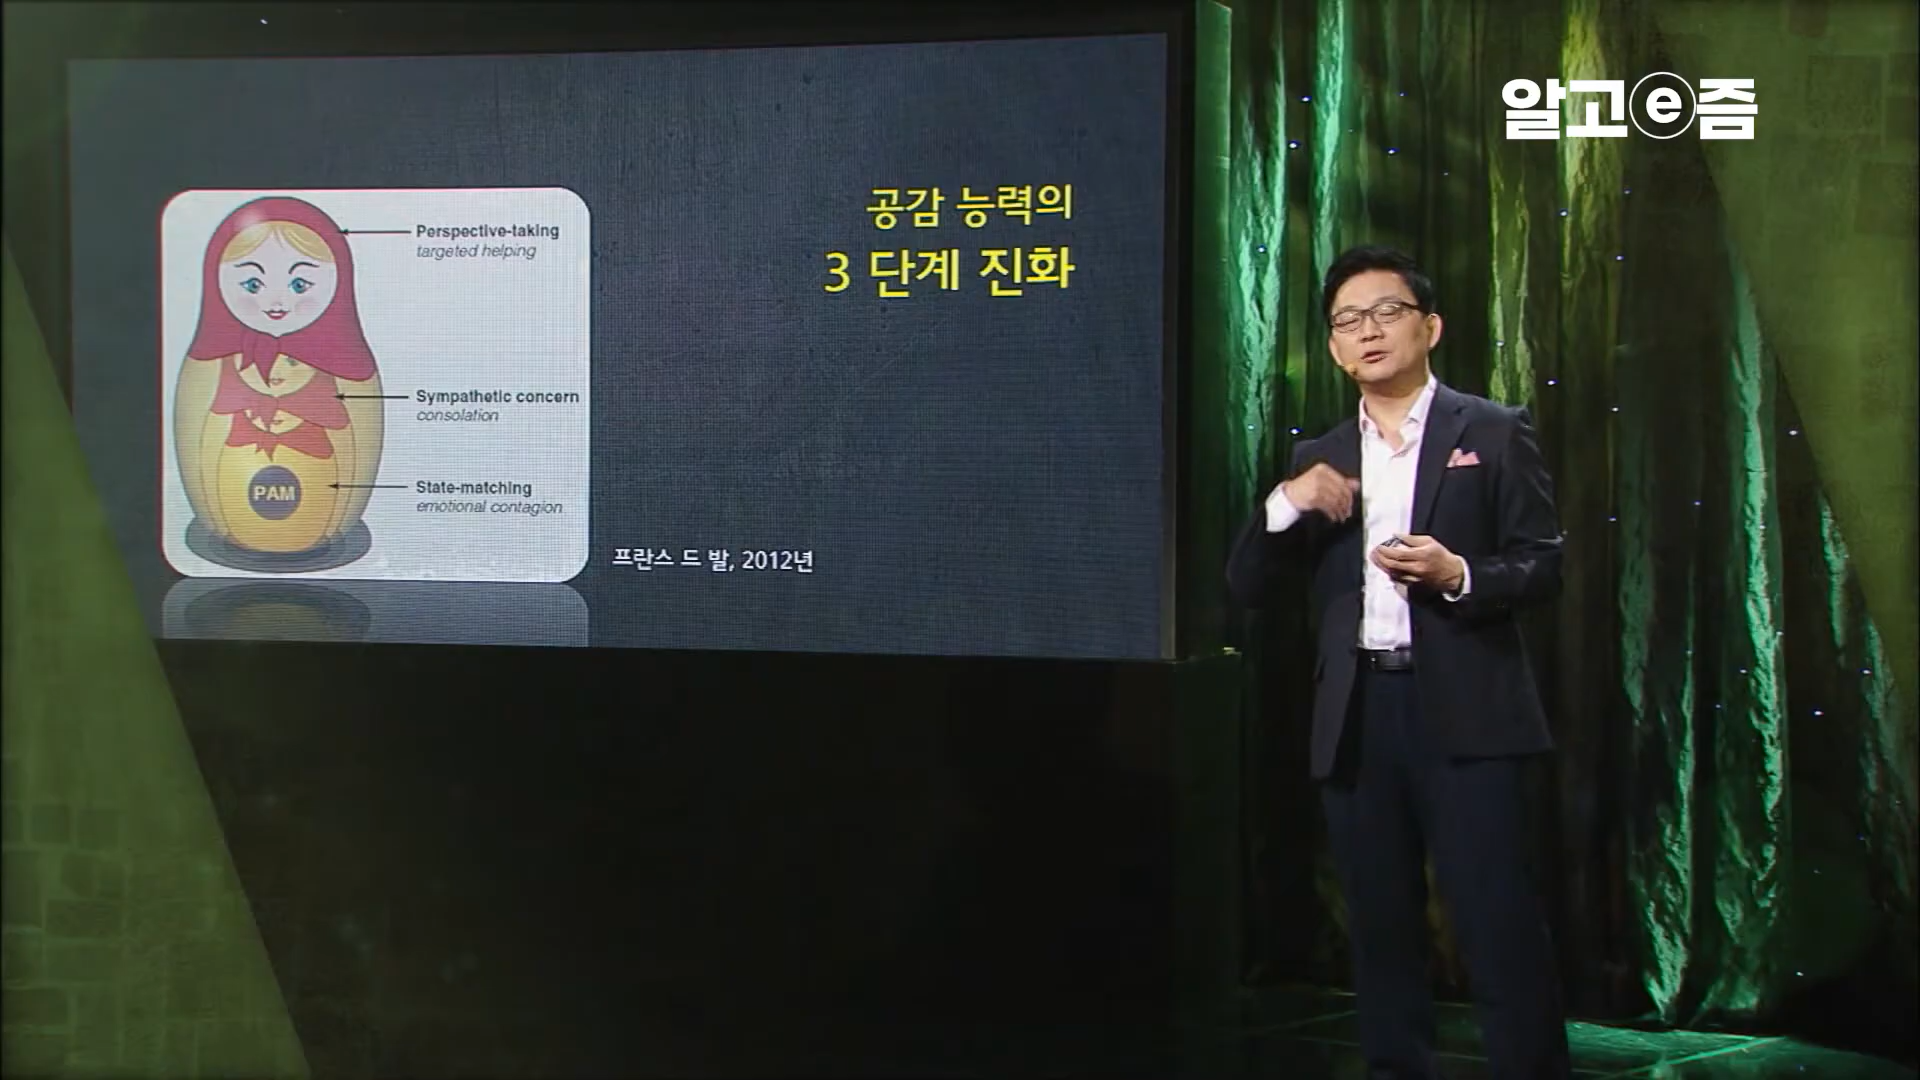 알고e즘
공감 능력의
3 단계 진화
Perspective-taking
targeted helping
Sympathetic concern
consolation
State-matching
emotional contagion
PAM
프란스 드 발, 2012년